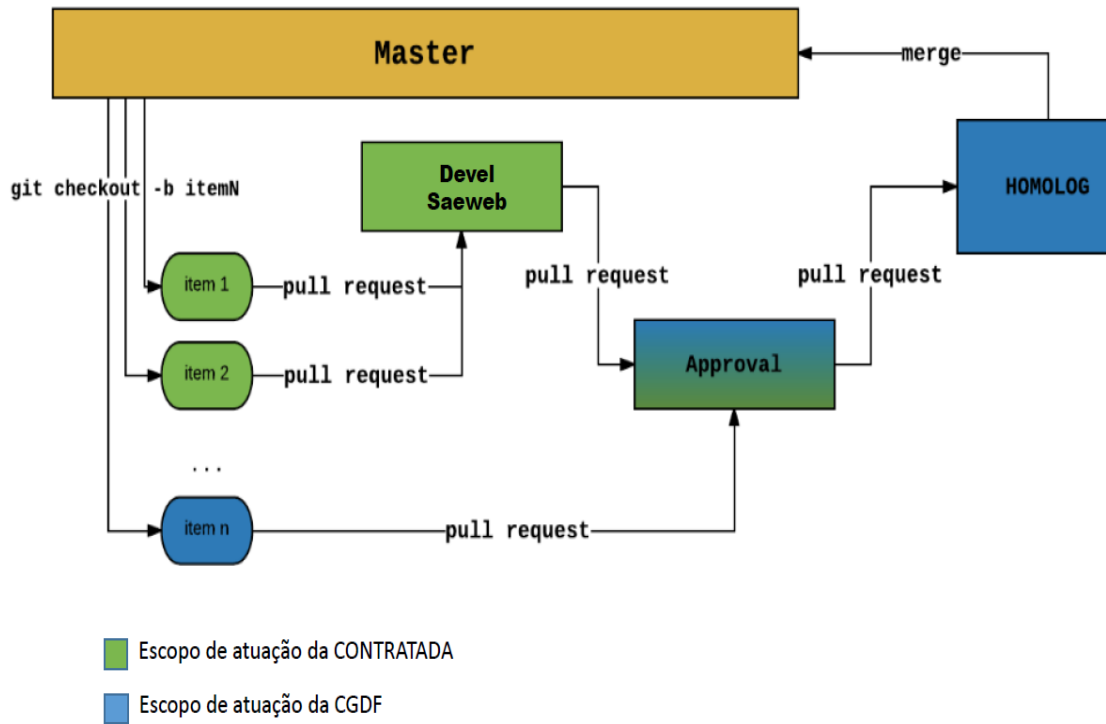 Master
merge
HOMOLOG
Devel
Saeweb
git checkout -b itemN
item 1
pull request
pull request
pull request
item 2
pull request
Approval
...
item n
pull request
Escopo de atuação da CONTRATADA
Escopo de atuação da CGDF